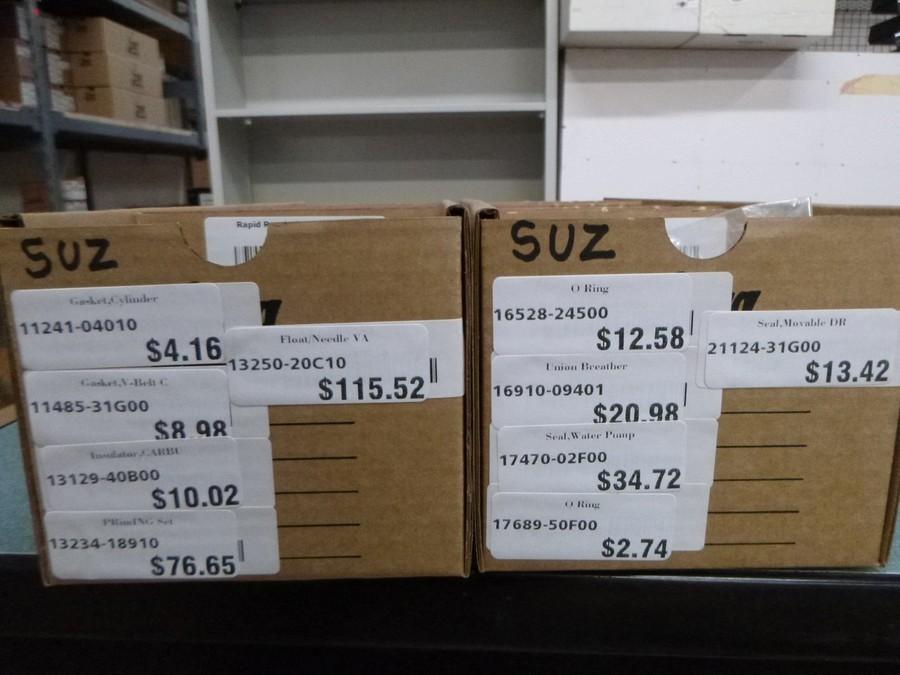 SUZ
Rapid
Gasket,Cylinder
11241-04010
$4.16
Float/Needle VA
13250-20C10
$115.52
Gasket,V-Belt C
11485-31G00
$8.98
Insulator,CARBU
13129-40B00
$10.02
PRimING Set
13234-18910
$76.65
SUZ
O Ring
16528-24500
$12.58
Seal,Movable DR
21124-31G00
$13.42
Union Breather
16910-09401
$20.98
Seal,Water Pump
17470-02F00
$34.72
O Ring
17689-50F00
$2.74